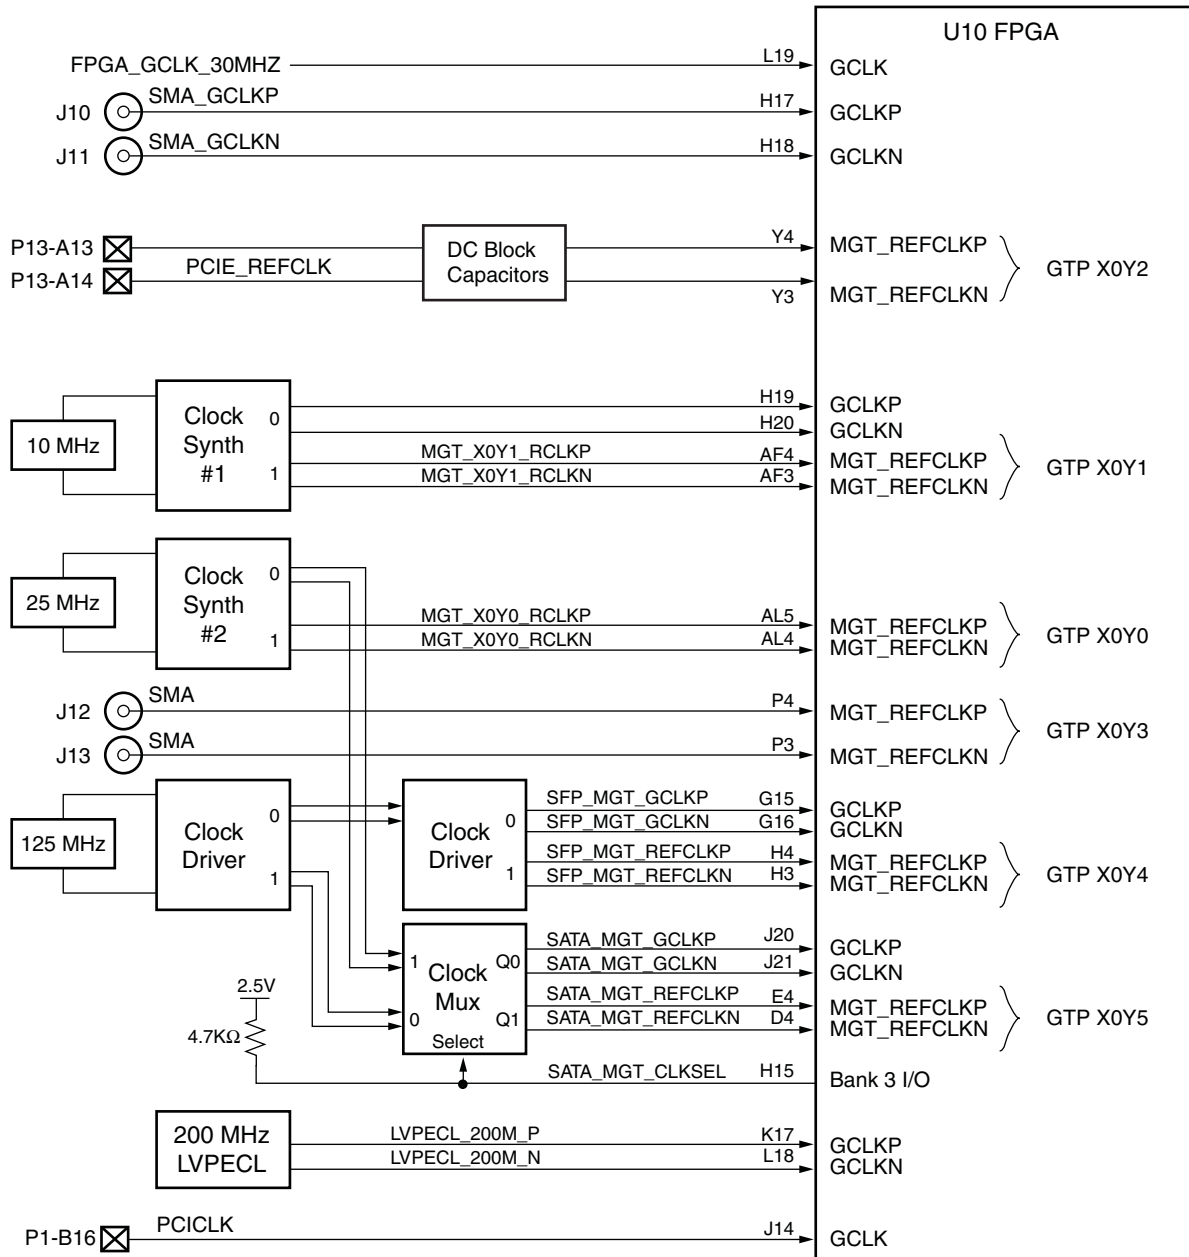 U10 FPGA
FPGA_GCLK_30MHZ L19 GCLK
J10 SMA_GCLKP H17 GCLKP
J11 SMA_GCLKN H18 GCLKN
P13-A13 DC Block Y4 MGT_REFCLKP
P13-A14 PCIE_REFCLK Capacitors Y3 MGT_REFCLKN GTP X0Y2
10 MHz
Clock
Synth
#1
0
1
H19 GCLKP
H20 GCLKN
MGT_X0Y1_RCLKP AF4 MGT_REFCLKP
MGT_X0Y1_RCLKN AF3 MGT_REFCLKN
GTP X0Y1
25 MHz
Clock
Synth
#2
0
1
MGT_X0Y0_RCLKP AL5 MGT_REFCLKP
MGT_X0Y0_RCLKN AL4 MGT_REFCLKN
GTP X0Y0
J12 SMA P4 MGT_REFCLKP
J13 SMA P3 MGT_REFCLKN
GTP X0Y3
125 MHz
Clock
Driver
0
1
Clock
Driver
0
1
SFP_MGT_GCLKP G15 GCLKP
SFP_MGT_GCLKN G16 GCLKN
SFP_MGT_REFCLKP H4 MGT_REFCLKP
SFP_MGT_REFCLKN H3 MGT_REFCLKN
GTP X0Y4
1
0
Clock
Mux
Select
Q0
Q1
SATA_MGT_GCLKP J20 GCLKP
SATA_MGT_GCLKN J21 GCLKN
SATA_MGT_REFCLKP E4 MGT_REFCLKP
SATA_MGT_REFCLKN D4 MGT_REFCLKN
GTP X0Y5
2.5V
4.7KΩ
SATA_MGT_CLKSEL H15 Bank 3 I/O
200 MHz
LVPECL
LVPECL_200M_P K17 GCLKP
LVPECL_200M_N L18 GCLKN
P1-B16 PCICLK J14 GCLK